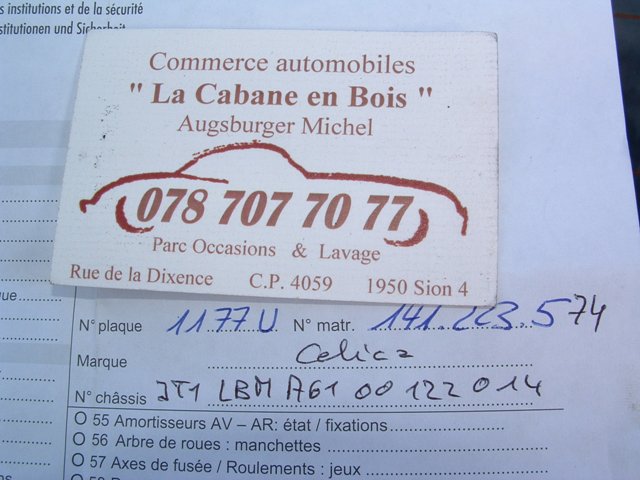 s institutions et de la sécurité
stitutionen und Sicherheit
Commerce automobiles
" La Cabane en Bois "
Augsburger Michel
078 707 70 77
Parc Occasions & Lavage
Rue de la Dixence C.P. 4059 1950 Sion 4
N° plaque 1177U N° matr. 141.223.574
Marque Celica
N° châssis JT1 LBM A61 00 122 014
O 55 Amortisseurs AV – AR: état / fixations
O 56 Arbre de roues : manchettes
O 57 Axes de fusée / Roulements : jeux